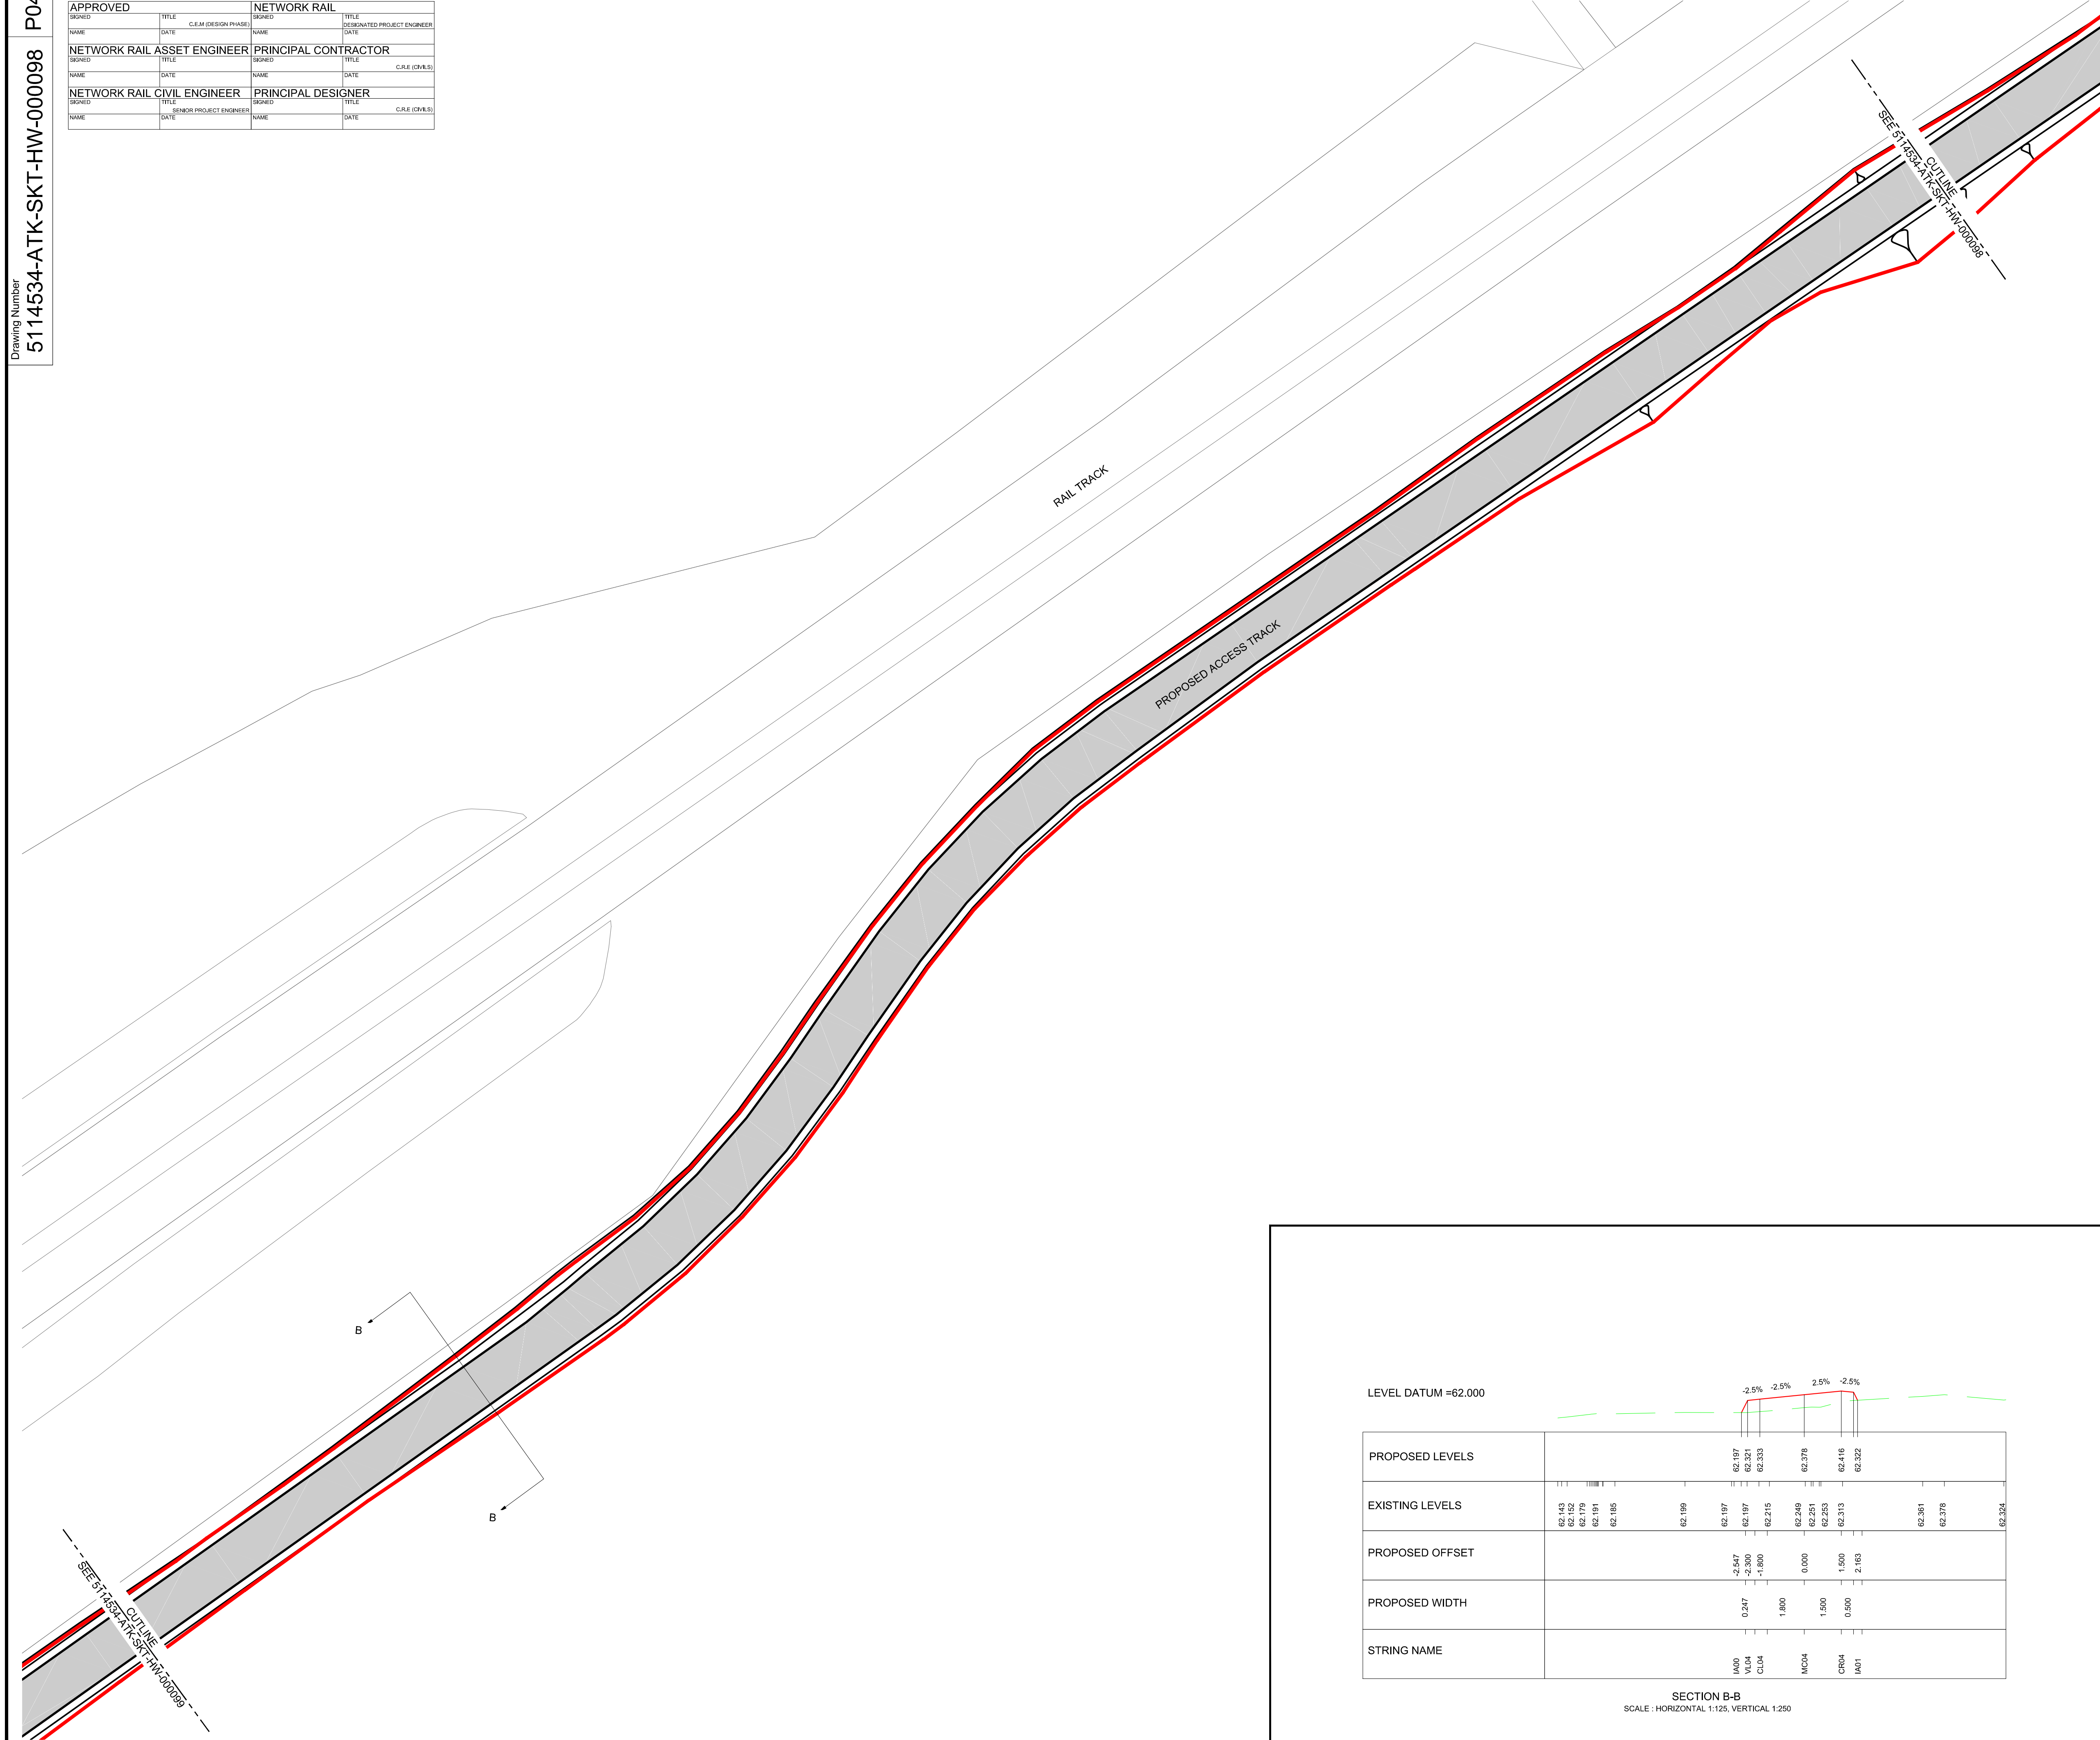 P04
5114534-ATK-SKT-HW-000098
Drawing Number
APPROVED
NETWORK RAIL
SIGNED
TITLE
C.E.M (DESIGN PHASE)
SIGNED
TITLE
DESIGNATED PROJECT ENGINEER
NAME
DATE
NAME
DATE
NETWORK RAIL ASSET ENGINEER
PRINCIPAL CONTRACTOR
SIGNED
TITLE
SIGNED
TITLE
C.R.E (CIVILS)
NAME
DATE
NAME
DATE
NETWORK RAIL CIVIL ENGINEER
PRINCIPAL DESIGNER
SIGNED
TITLE
SENIOR PROJECT ENGINEER
SIGNED
TITLE
C.R.E (CIVILS)
NAME
DATE
NAME
DATE
CUTLINE
SEE 5114534-ATK-SKT-HW-000098
RAIL TRACK
PROPOSED ACCESS TRACK
B
B
CUTLINE
SEE 5114534-ATK-SKT-HW-000099
LEVEL DATUM =62.000
-2.5% -2.5% 2.5% -2.5%
PROPOSED LEVELS
62.197 62.321 62.333 62.378 62.416 62.322
EXISTING LEVELS
62.143 62.152 62.179 62.191 62.185 62.199 62.197 62.197 62.215 62.249 62.251 62.253 62.313 62.361 62.378 62.324
PROPOSED OFFSET
-2.547 -2.300 -1.800 0.000 1.500 2.163
PROPOSED WIDTH
0.247 1.800 1.500 0.500
STRING NAME
IA00 VL04 CL04 MC04 CR04 IA01
SECTION B-B
SCALE : HORIZONTAL 1:125, VERTICAL 1:250